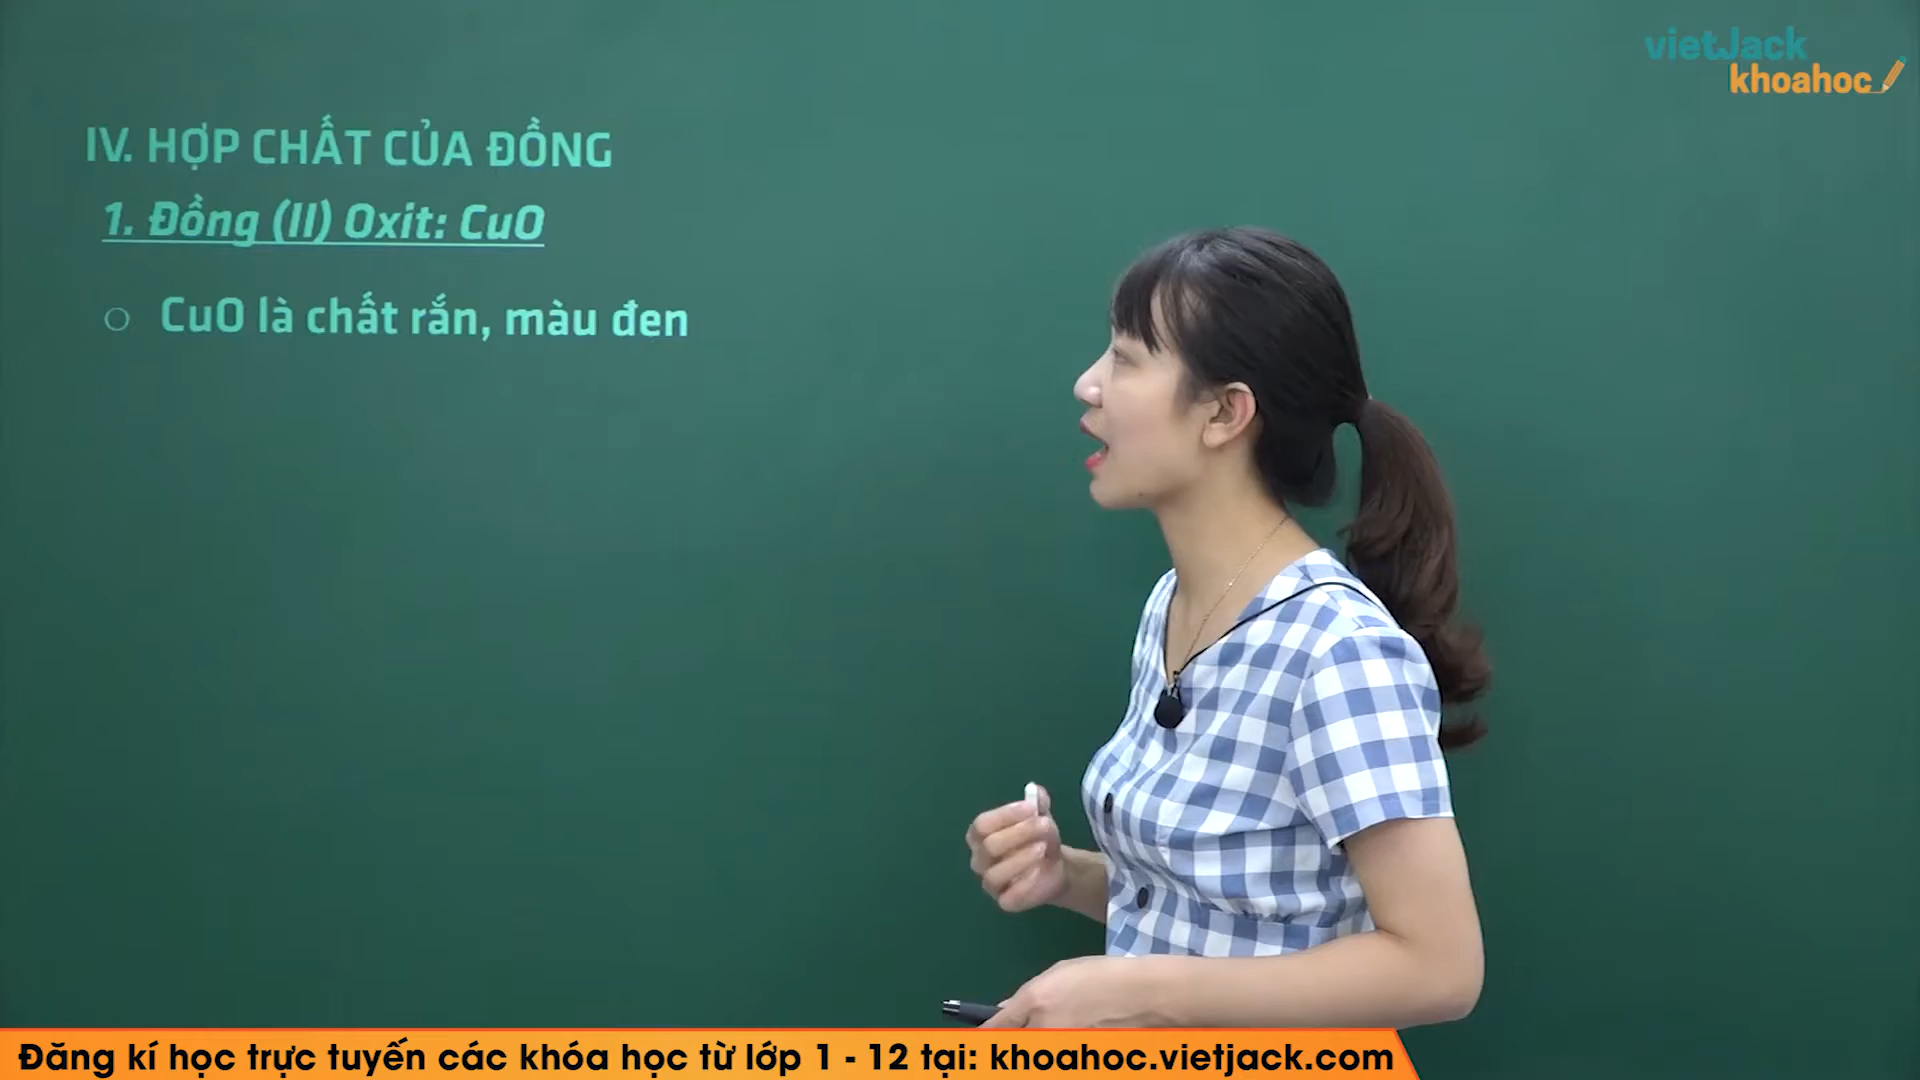 vietJack
khoahoc
IV. HỢP CHẤT CỦA ĐỒNG
1. Đồng (II) Oxit: CuO
CuO là chất rắn, màu đen
Đăng kí học trực tuyến các khóa học từ lớp 1 - 12 tại: khoahoc.vietjack.com